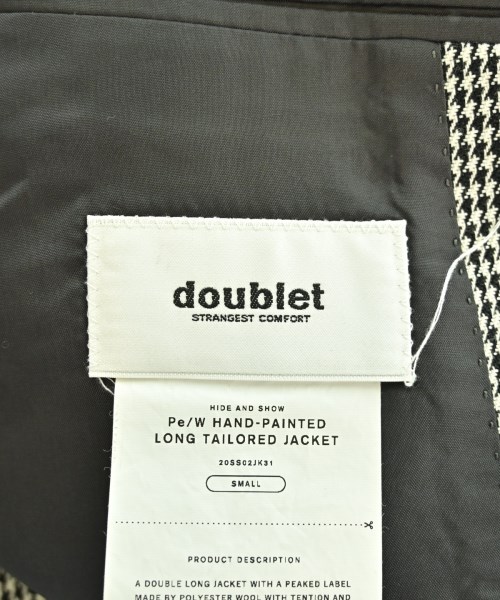 doublet
STRANGEST COMFORT
HIDE AND SHOW
Pe/W HAND-PAINTED
LONG TAILORED JACKET
20SS02JK31
SMALL
PRODUCT DESCRIPTION
A DOUBLE LONG JACKET WITH A PEAKED LABEL
MADE BY POLYESTER WOOL WITH TENTION AND